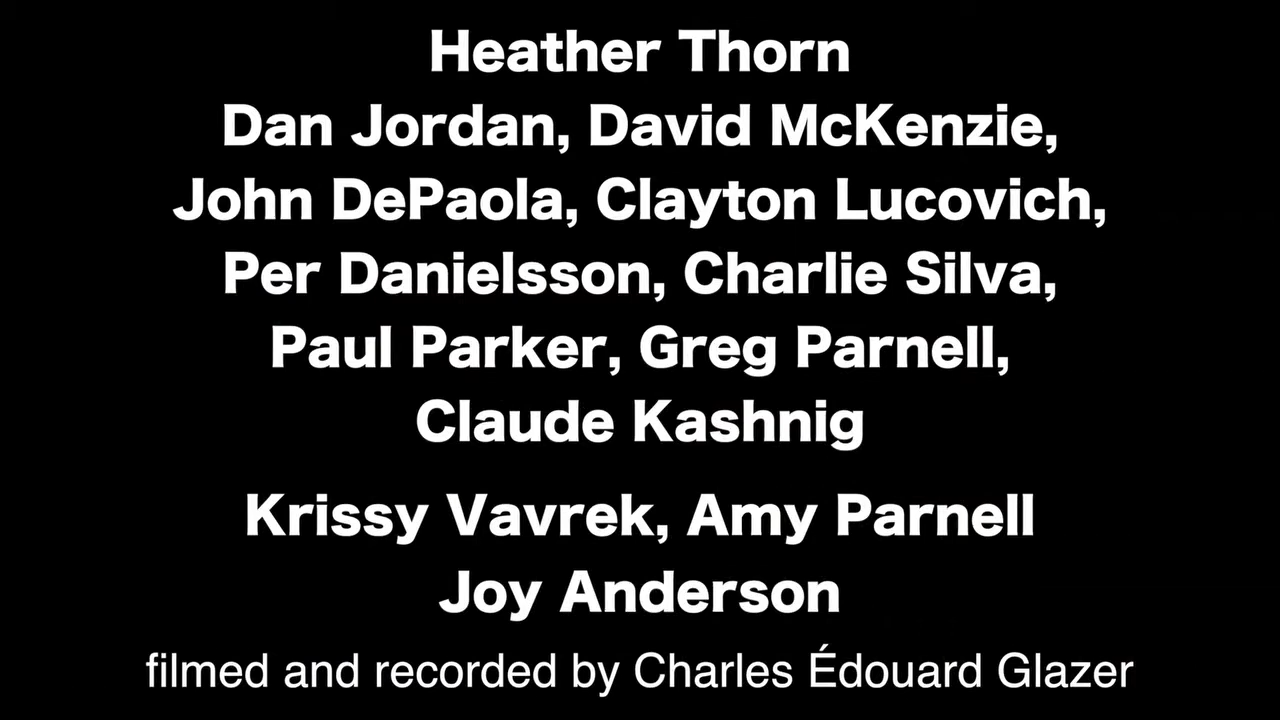 Heather Thorn
Dan Jordan, David McKenzie,
John DePaola, Clayton Lucovich,
Per Danielsson, Charlie Silva,
Paul Parker, Greg Parnell,
Claude Kashnig
Krissy Vavrek, Amy Parnell
Joy Anderson
filmed and recorded by Charles Édouard Glazer